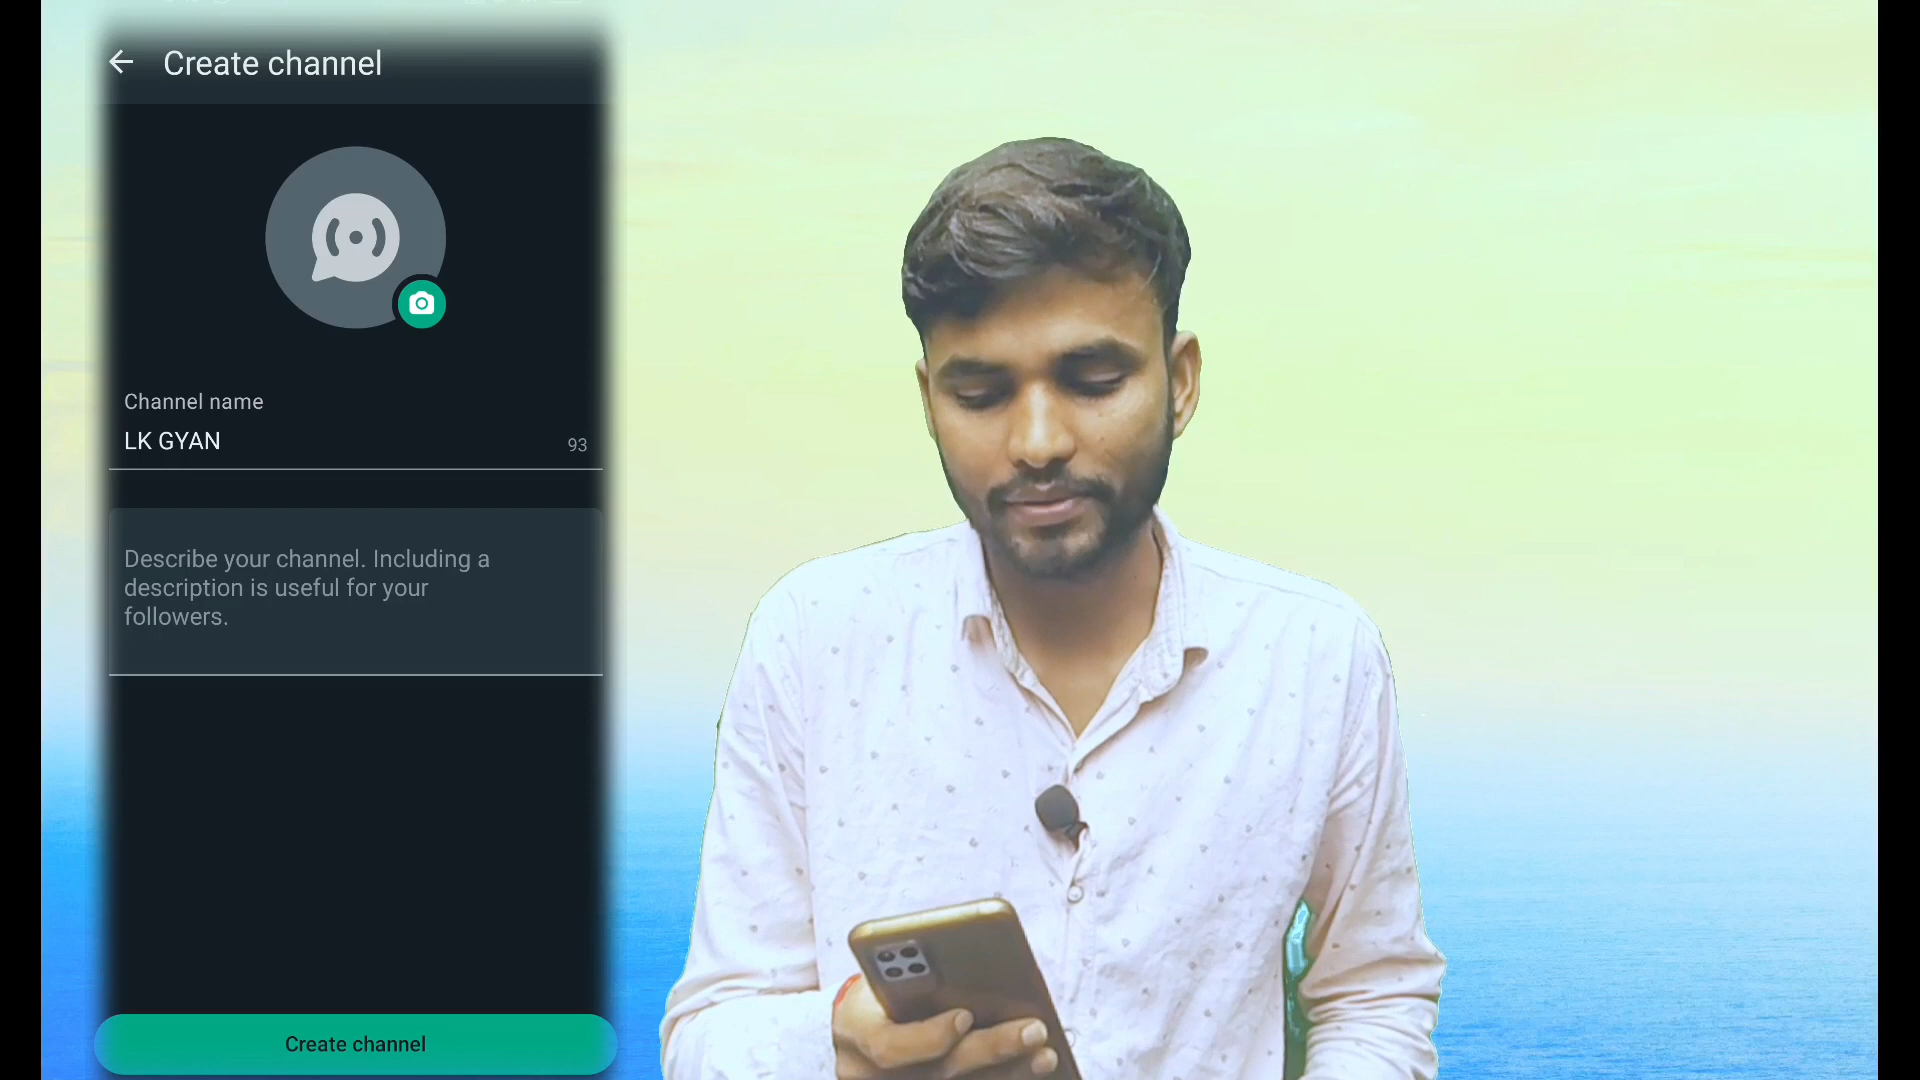 Create channel
Channel name
LK GYAN
93
Describe your channel. Including a
description is useful for your
followers.
Create channel